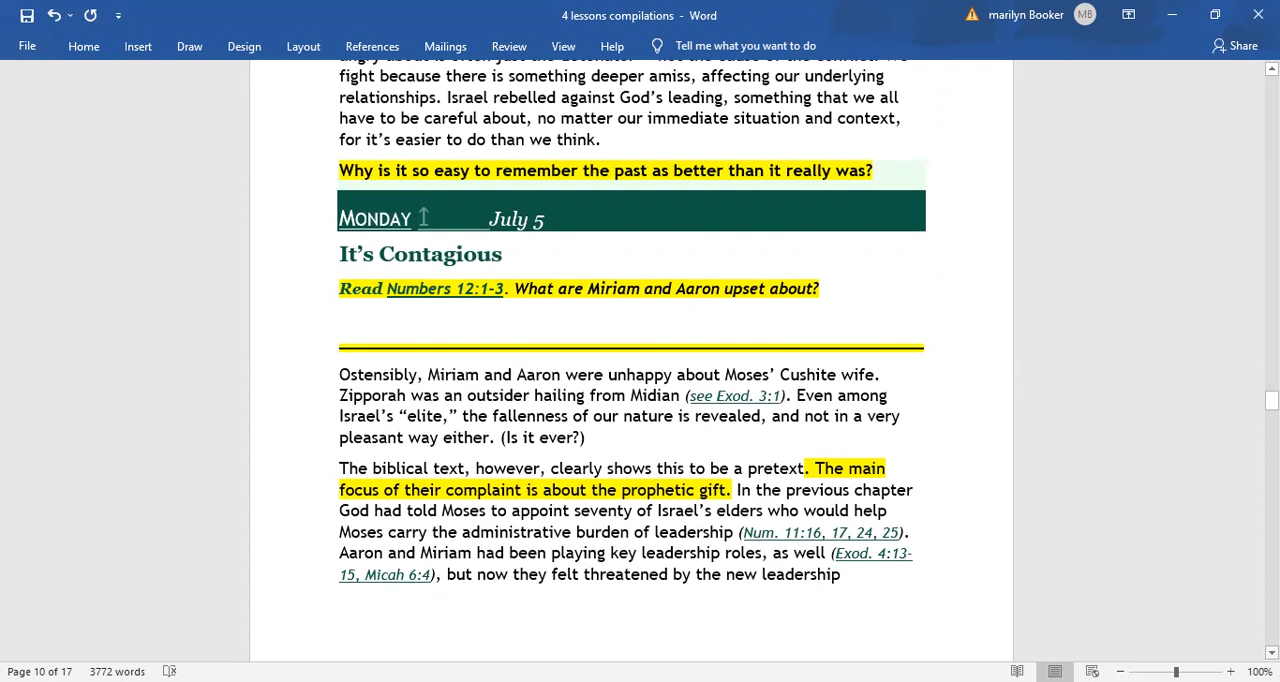 4 lessons compilations - Word
marilyn Booker MB
File Home Insert Draw Design Layout References Mailings Review View Help Tell me what you want to do Share
fight because there is something deeper amiss, affecting our underlying
relationships. Israel rebelled against God's leading, something that we all
have to be careful about, no matter our immediate situation and context,
for it's easier to do than we think.
Why is it so easy to remember the past as better than it really was?
MONDAY ↑ July 5
It's Contagious
Read Numbers 12:1-3. What are Miriam and Aaron upset about?
Ostensibly, Miriam and Aaron were unhappy about Moses' Cushite wife.
Zipporah was an outsider hailing from Midian (see Exod. 3:1). Even among
Israel's “elite,” the fallenness of our nature is revealed, and not in a very
pleasant way either. (Is it ever?)
The biblical text, however, clearly shows this to be a pretext. The main
focus of their complaint is about the prophetic gift. In the previous chapter
God had told Moses to appoint seventy of Israel's elders who would help
Moses carry the administrative burden of leadership (Num. 11:16, 17, 24, 25).
Aaron and Miriam had been playing key leadership roles, as well (Exod. 4:13-
15, Micah 6:4), but now they felt threatened by the new leadership
Page 10 of 17 3772 words 100%